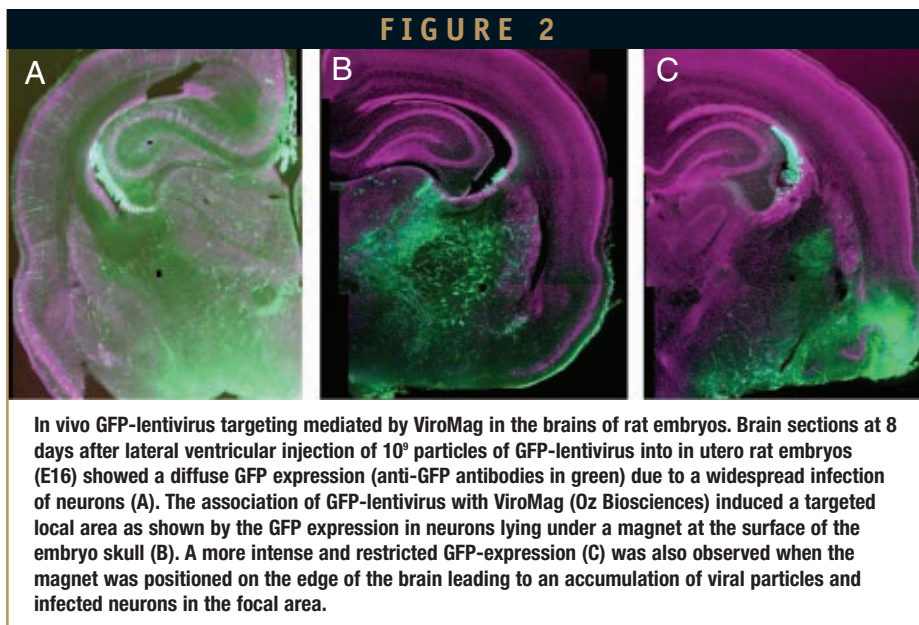 FIGURE 2
A B C
In vivo GFP-lentivirus targeting mediated by ViroMag in the brains of rat embryos. Brain sections at 8
days after lateral ventricular injection of 10⁹ particles of GFP-lentivirus into in utero rat embryos
(E16) showed a diffuse GFP expression (anti-GFP antibodies in green) due to a widespread infection
of neurons (A). The association of GFP-lentivirus with ViroMag (Oz Biosciences) induced a targeted
local area as shown by the GFP expression in neurons lying under a magnet at the surface of the
embryo skull (B). A more intense and restricted GFP-expression (C) was also observed when the
magnet was positioned on the edge of the brain leading to an accumulation of viral particles and
infected neurons in the focal area.